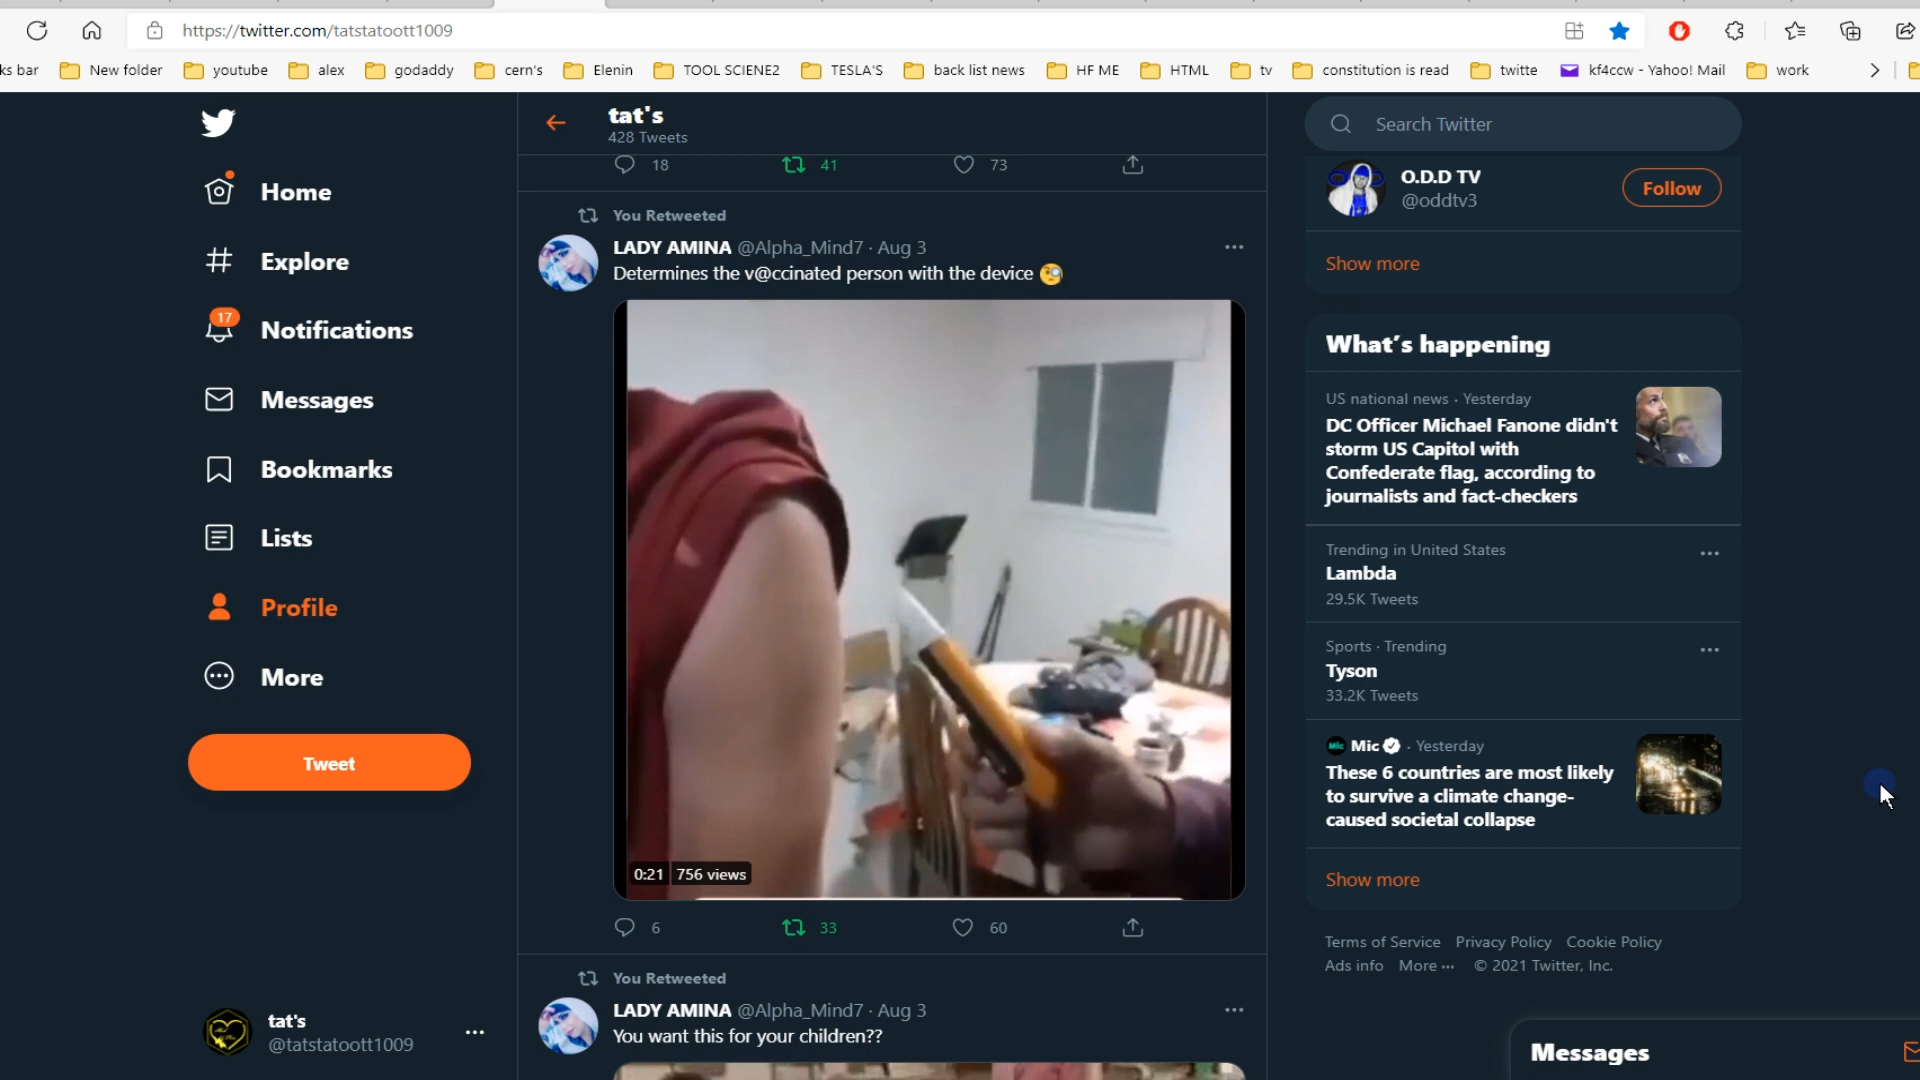 https://twitter.com/tatstatoott1009
ks bar
New folder
youtube
alex
godaddy
cern's
Elenin
TOOL SCIENE2
TESLA'S
back list news
HF ME
HTML
tv
constitution is read
twitte
kf4ccw - Yahoo! Mail
work
Home
Explore
17
Notifications
Messages
Bookmarks
Lists
Profile
More
Tweet
tat's
@tatstatoott1009
tat's
428 Tweets
18 41 73
You Retweeted
LADY AMINA @Alpha_Mind7 · Aug 3
Determines the v@ccinated person with the device
0:21 756 views
6 33 60
You Retweeted
LADY AMINA @Alpha_Mind7 · Aug 3
You want this for your children??
Search Twitter
O.D.D TV
@oddtv3
Follow
Show more
What's happening
US national news · Yesterday
DC Officer Michael Fanone didn't
storm US Capitol with
Confederate flag, according to
journalists and fact-checkers
Trending in United States
Lambda
29.5K Tweets
Sports · Trending
Tyson
33.2K Tweets
Mic Mic · Yesterday
These 6 countries are most likely
to survive a climate change-
caused societal collapse
Show more
Terms of Service Privacy Policy Cookie Policy
Ads info More ··· © 2021 Twitter, Inc.
Messages